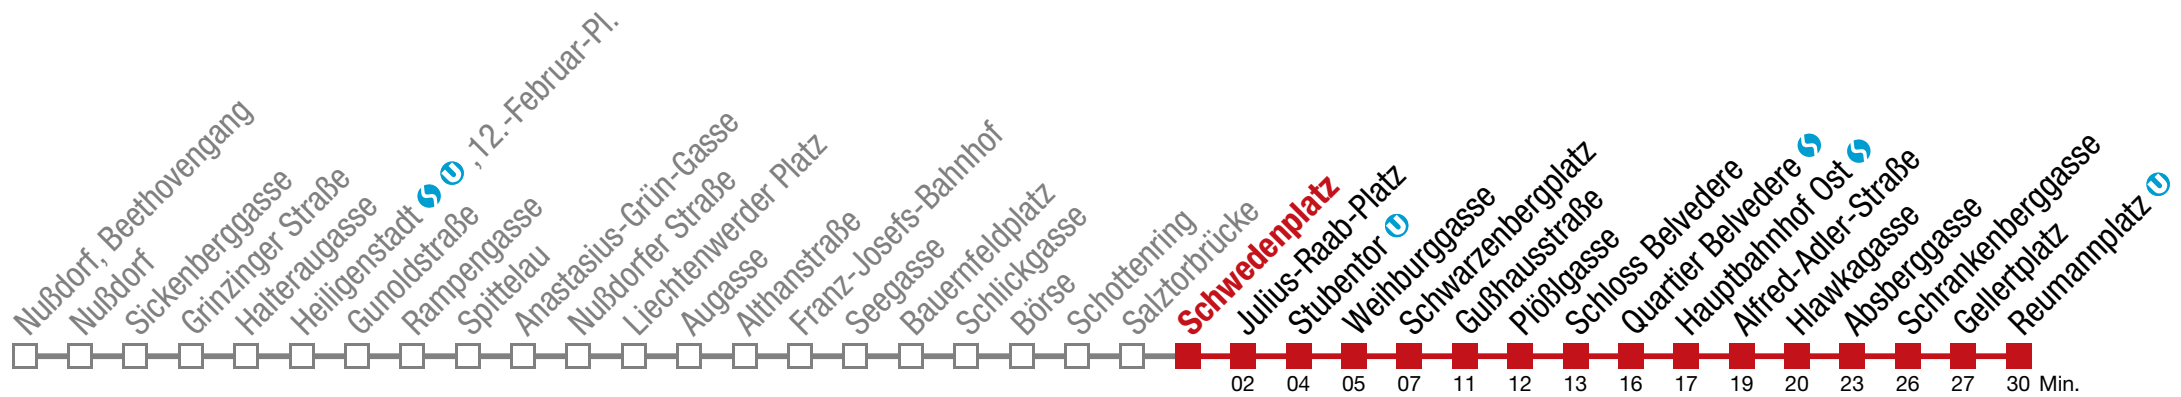 Nußdorf, Beethovengang
Nußdorf
Sickenberggasse
Grinzinger Straße
Halteraugasse
Heiligenstadt S U , 12.-Februar-Pl.
Gunoldstraße
Rampengasse
Spittelau
Anastasius-Grün-Gasse
Nußdorfer Straße
Liechtenwerder Platz
Augasse
Althanstraße
Franz-Josefs-Bahnhof
Seegasse
Bauernfeldplatz
Schlickgasse
Börse
Schottenring
Salztorbrücke
Schwedenplatz
Julius-Raab-Platz
Stubentor U
Weihburggasse
Schwarzenbergplatz
Gußhausstraße
Plößlgasse
Schloss Belvedere
Quartier Belvedere S
Hauptbahnhof Ost S
Alfred-Adler-Straße
Hlawkagasse
Absberggasse
Schrankenberggasse
Gellertplatz
Reumannplatz U
02 04 05 07 11 12 13 16 17 19 20 23 26 27 30 Min.